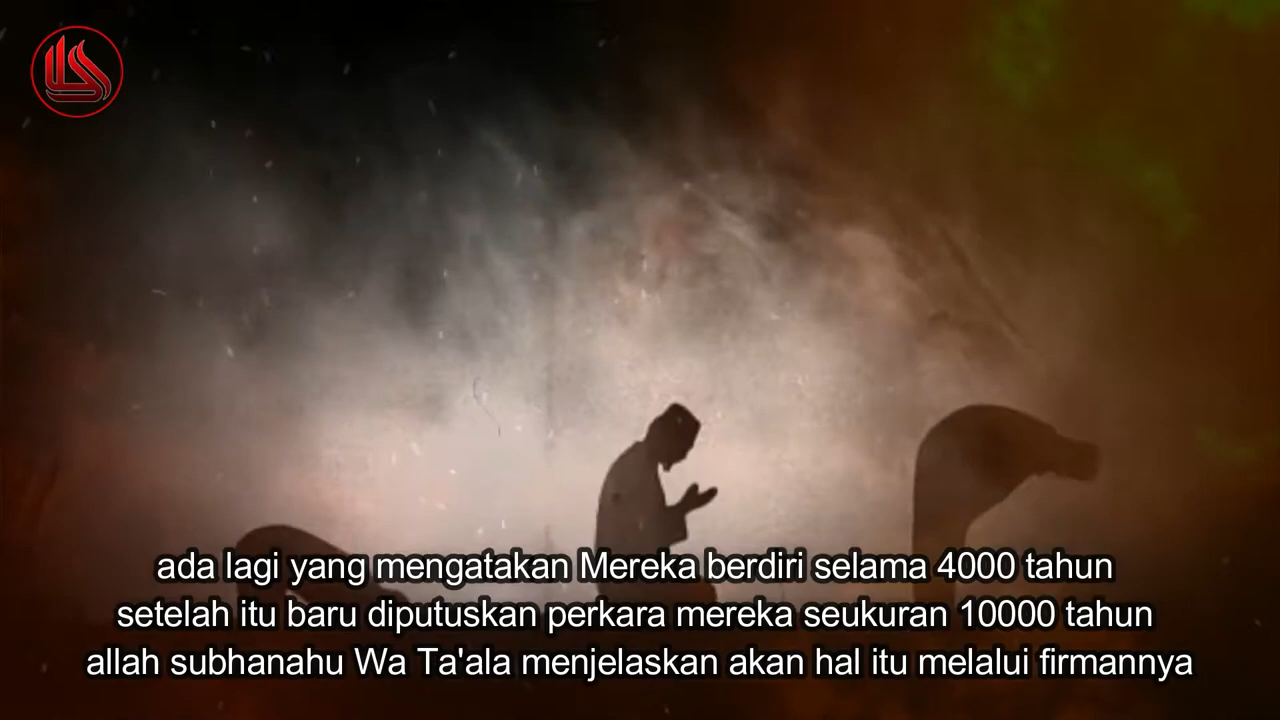 ada lagi yang mengatakan Mereka berdiri selama 4000 tahun
setelah itu baru diputuskan perkara mereka seukuran 10000 tahun
allah subhanahu Wa Ta'ala menjelaskan akan hal itu melalui firmannya